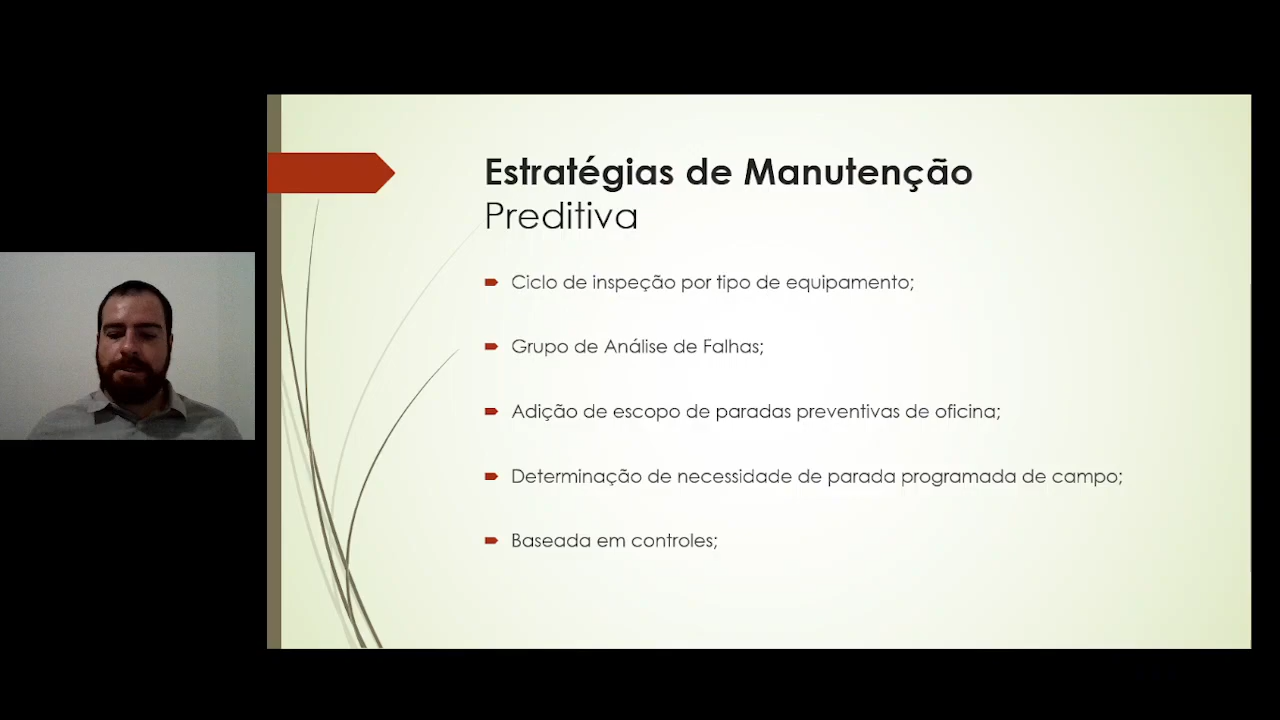 Estratégias de Manutenção
Preditiva
Ciclo de inspeção por tipo de equipamento;
Grupo de Análise de Falhas;
Adição de escopo de paradas preventivas de oficina;
Determinação de necessidade de parada programada de campo;
Baseada em controles;